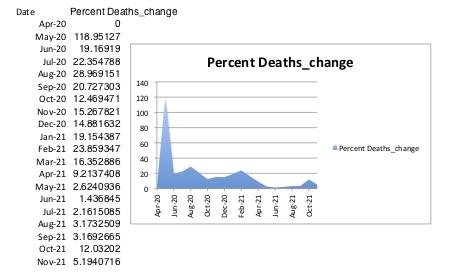 Date Percent Deaths_change
Apr-20 0
May-20 118.95127
Jun-20 19.16919
Jul-20 22.354788
Aug-20 28.969151
Sep-20 20.727303
Oct-20 12.469471
Nov-20 15.267821
Dec-20 14.881632
Jan-21 19.154387
Feb-21 23.859347
Mar-21 16.352886
Apr-21 9.2137408
May-21 2.6240936
Jun-21 1.436845
Jul-21 2.1615085
Aug-21 3.1732509
Sep-21 3.1692665
Oct-21 12.03202
Nov-21 5.1940716
Percent Deaths_change
140
120
100
80
60
40
20
0
Apr-20
Jun-20
Aug-20
Oct-20
Dec-20
Feb-21
Apr-21
Jun-21
Aug-21
Oct-21
Percent Deaths_change